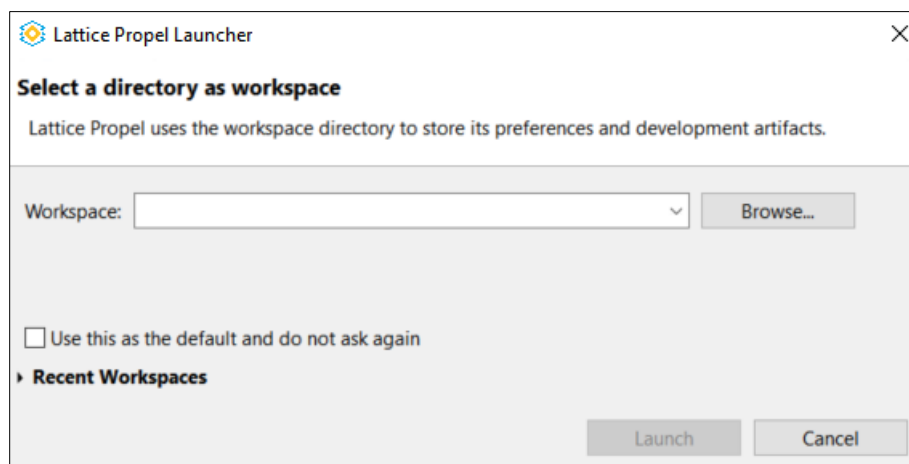 Lattice Propel Launcher
Select a directory as workspace
Lattice Propel uses the workspace directory to store its preferences and development artifacts.
Workspace:
Browse...
Use this as the default and do not ask again
Recent Workspaces
Launch
Cancel